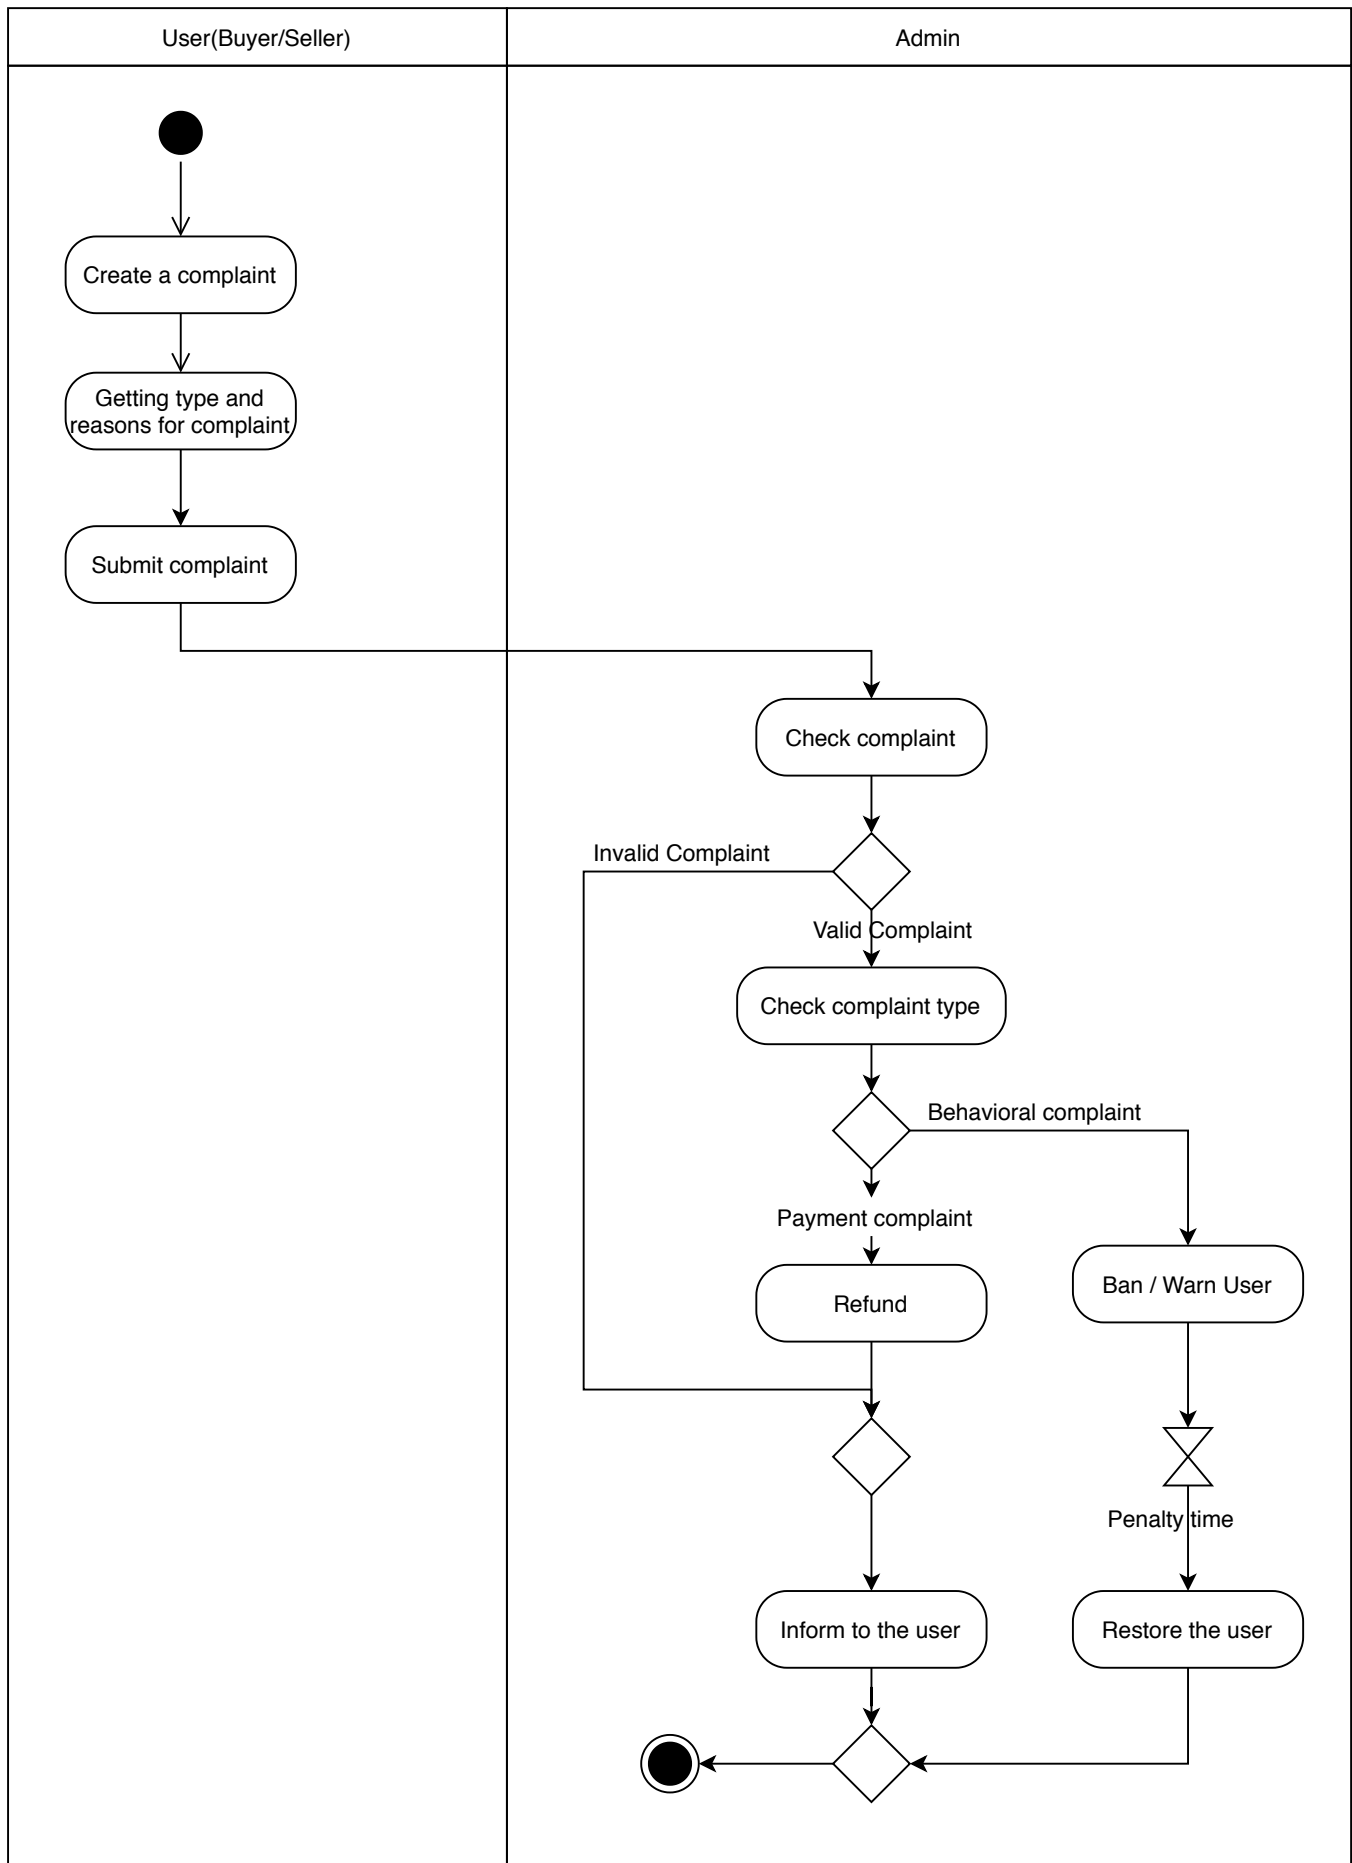 User(Buyer/Seller)
Admin
Create a complaint
Getting type and
reasons for complaint
Submit complaint
Check complaint
Invalid Complaint
Valid Complaint
Check complaint type
Behavioral complaint
Payment complaint
Ban / Warn User
Refund
Penalty time
Inform to the user
Restore the user